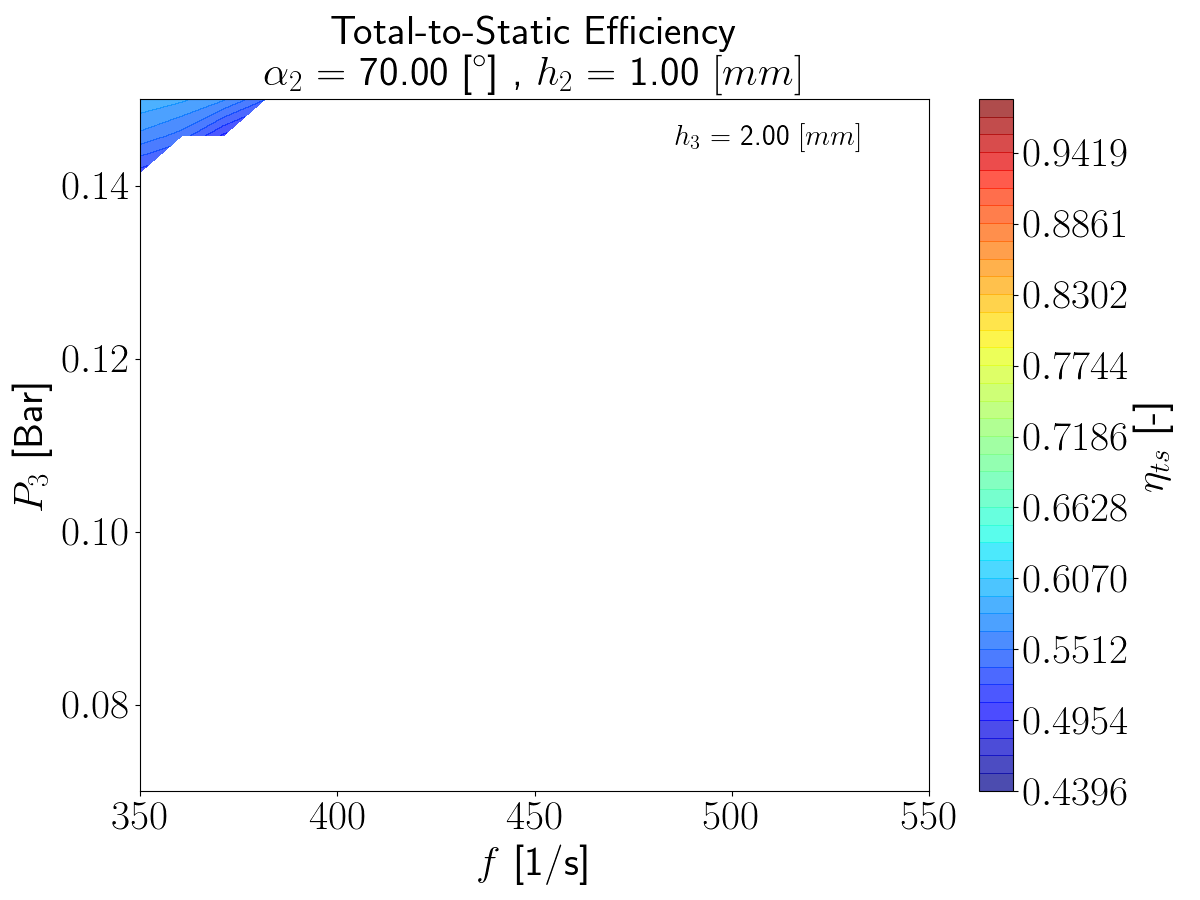 Total-to-Static Efficiency
α₂ = 70.00 [°] , h₂ = 1.00 [mm]
h₃ = 2.00 [mm]
P₃ [Bar]
0.14
0.12
0.10
0.08
350 400 450 500 550
f [1/s]
0.9419
0.8861
0.8302
0.7744
0.7186
0.6628
0.6070
0.5512
0.4954
0.4396
η_ts [-]